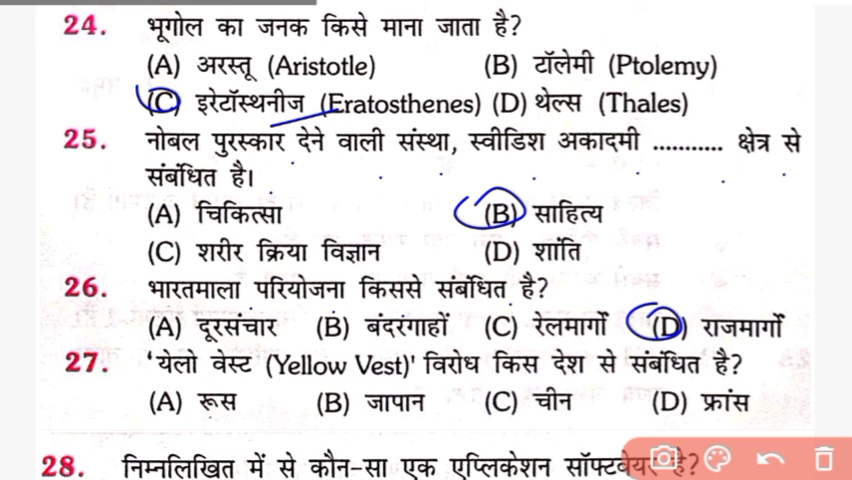 24. भूगोल का जनक किसे माना जाता है?
(A) अरस्तू (Aristotle) (B) टॉलेमी (Ptolemy)
(C) इरेटॉस्थनीज (Eratosthenes) (D) थेल्स (Thales)
25. नोबल पुरस्कार देने वाली संस्था, स्वीडिश अकादमी ........... क्षेत्र से
संबंधित है।
(A) चिकित्सा (B) साहित्य
(C) शरीर क्रिया विज्ञान (D) शांति
26. भारतमाला परियोजना किससे संबंधित है?
(A) दूरसंचार (B) बंदरगाहों (C) रेलमार्गों (D) राजमार्गों
27. 'येलो वेस्ट (Yellow Vest)' विरोध किस देश से संबंधित है?
(A) रूस (B) जापान (C) चीन (D) फ्रांस
28. निम्नलिखित में से कौन-सा एक एप्लिकेशन सॉफ्टवेयर है?